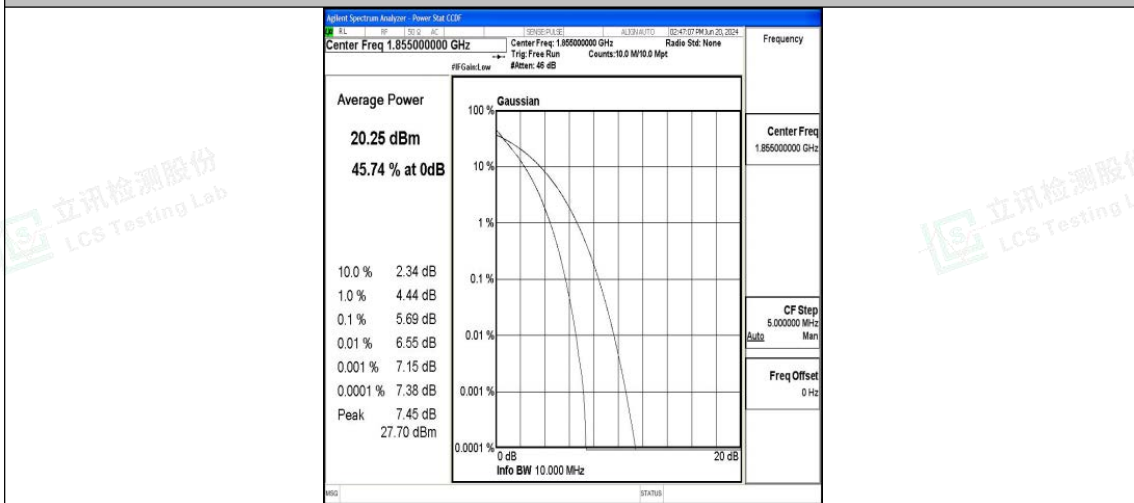 Agilent Spectrum Analyzer - Power Stat CCDF
RL RF 50 Ω AC SENSE:PULSE ALIGN AUTO 02:47:07 PM Jun 20, 2024
Center Freq 1.855000000 GHz
Center Freq: 1.855000000 GHz Radio Std: None
Trig: Free Run Counts:10.0 M/10.0 Mpt
#IFGain:Low #Atten: 46 dB
Frequency
Average Power
20.25 dBm
45.74 % at 0dB
10.0 % 2.34 dB
1.0 % 4.44 dB
0.1 % 5.69 dB
0.01 % 6.55 dB
0.001 % 7.15 dB
0.0001 % 7.38 dB
Peak 7.45 dB
27.70 dBm
Gaussian
100 %
10 %
1 %
0.1 %
0.01 %
0.001 %
0.0001 %
0 dB 20 dB
Info BW 10.000 MHz
Center Freq
1.855000000 GHz
CF Step
5.000000 MHz
Auto Man
Freq Offset
0 Hz
MSG STATUS
立讯检测股份
LCS Testing Lab
立讯检测股份
LCS Testing L